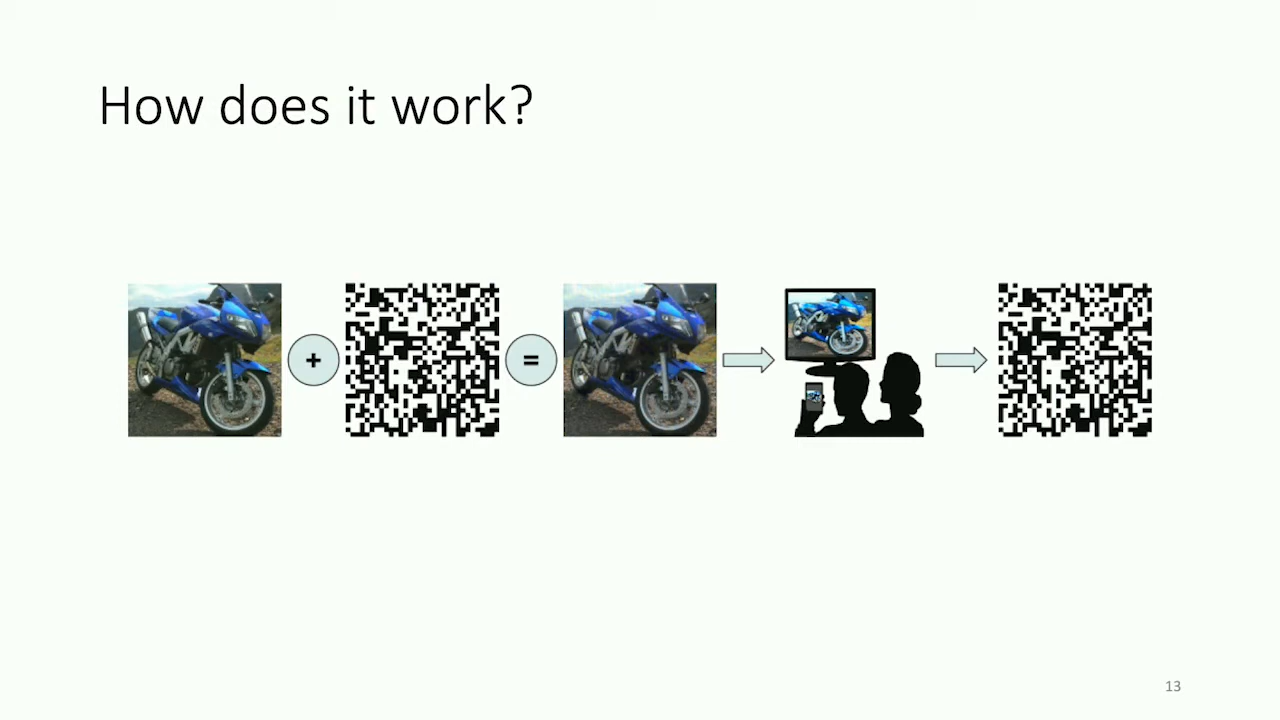 How does it work?
+
=
13